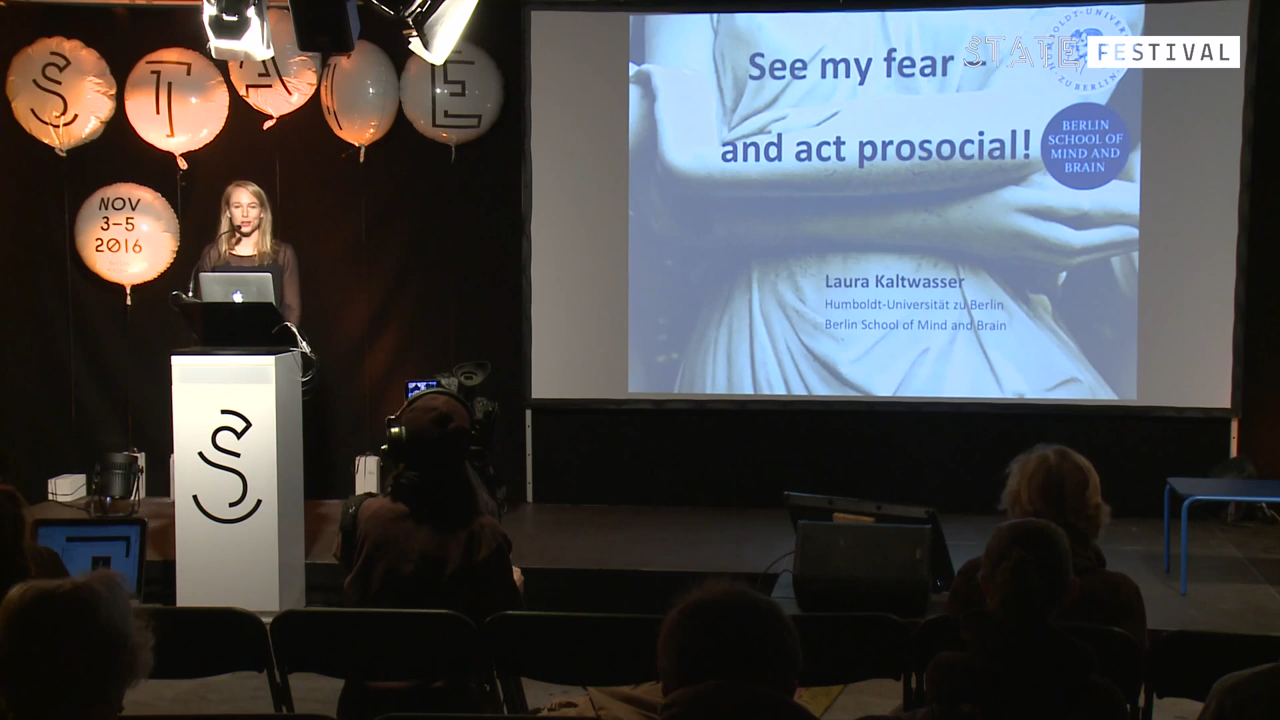 S T A T E
STATE FESTIVAL
NOV
3-5
2016
See my fear –
and act prosocial!
BERLIN
SCHOOL OF
MIND AND
BRAIN
Laura Kaltwasser
Humboldt-Universität zu Berlin
Berlin School of Mind and Brain
S